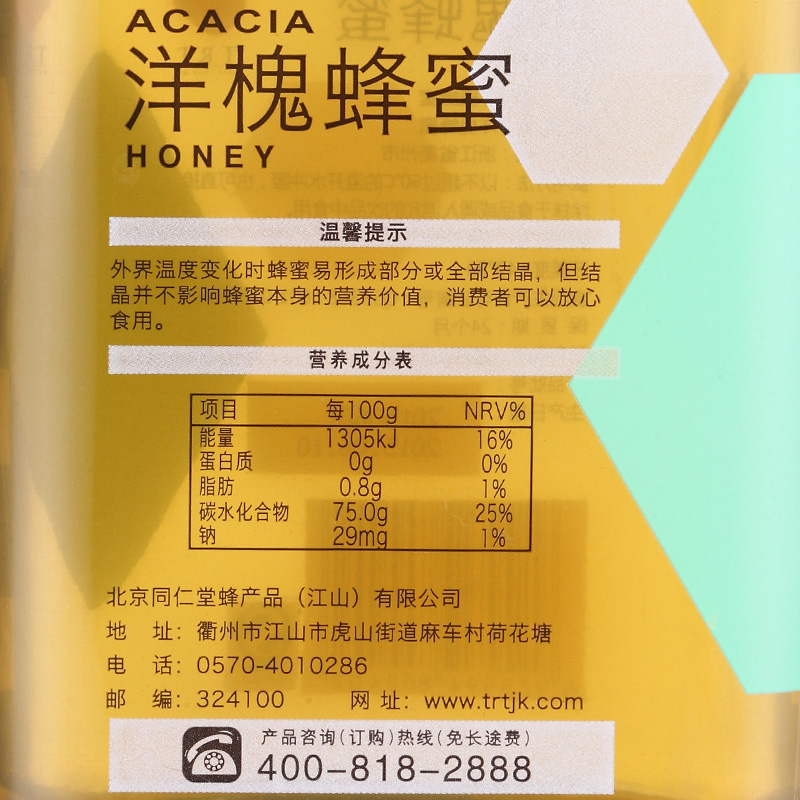 ACACIA
洋槐蜂蜜
HONEY
温馨提示
外界温度变化时蜂蜜易形成部分或全部结晶，但结
晶并不影响蜂蜜本身的营养价值，消费者可以放心
食用。
营养成分表
项目 每100g NRV%
能量 1305kJ 16%
蛋白质 0g 0%
脂肪 0.8g 1%
碳水化合物 75.0g 25%
钠 29mg 1%
北京同仁堂蜂产品（江山）有限公司
地 址：衢州市江山市虎山街道麻车村荷花塘
电 话：0570-4010286
邮 编：324100 网 址：www.trtjk.com
产品咨询(订购)热线(免长途费)
400-818-2888